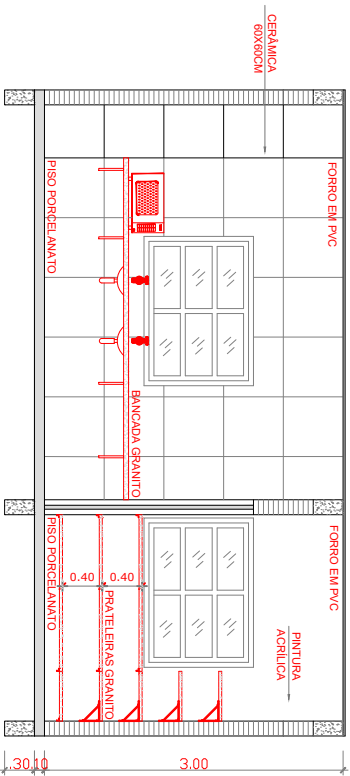 CERÂMICA
60X60CM
FORRO EM PVC
PISO PORCELANATO
BANCADA GRANITO
FORRO EM PVC
PINTURA
ACRÍLICA
0.40
0.40
PRATELEIRAS GRANITO
PISO PORCELANATO
.30
.10
3.00